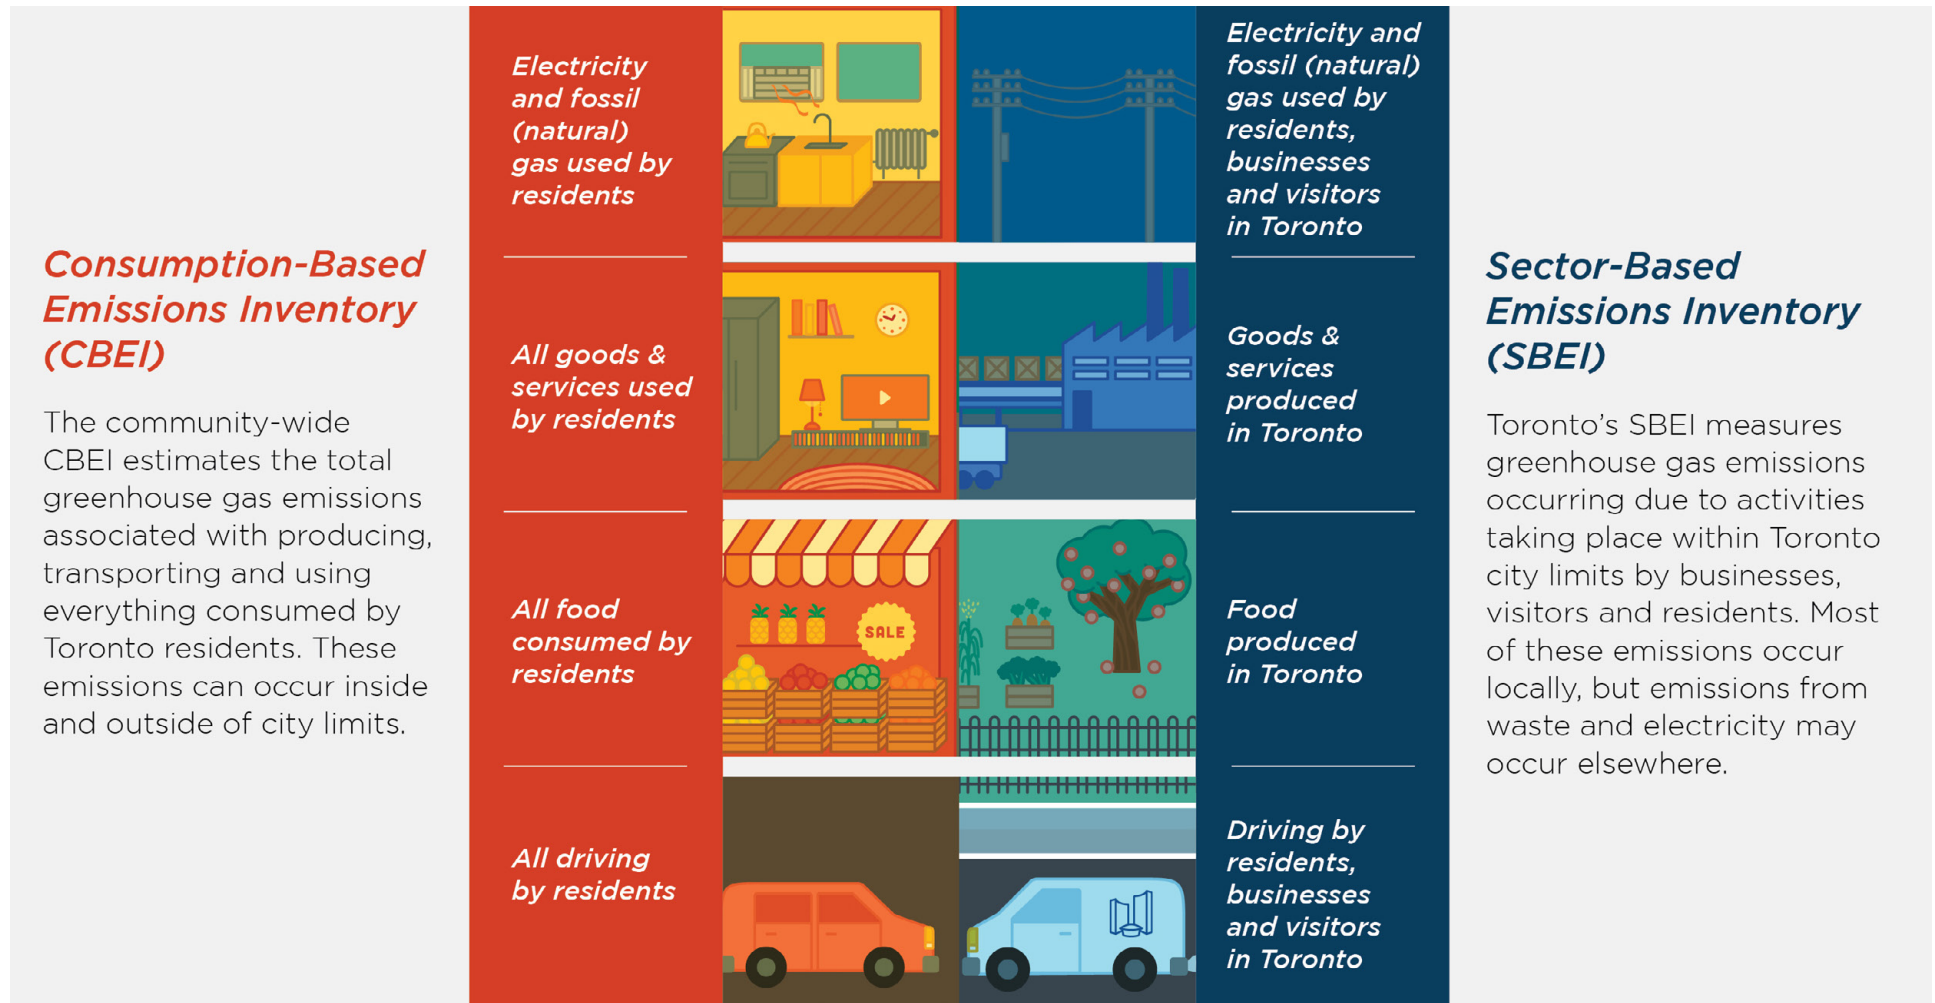 Consumption-Based
Emissions Inventory
(CBEI)
The community-wide
CBEI estimates the total
greenhouse gas emissions
associated with producing,
transporting and using
everything consumed by
Toronto residents. These
emissions can occur inside
and outside of city limits.
Electricity
and fossil
(natural)
gas used by
residents
All goods &
services used
by residents
All food
consumed by
residents
All driving
by residents
SALE
Electricity and
fossil (natural)
gas used by
residents,
businesses
and visitors
in Toronto
Goods &
services
produced
in Toronto
Food
produced
in Toronto
Driving by
residents,
businesses
and visitors
in Toronto
Sector-Based
Emissions Inventory
(SBEI)
Toronto’s SBEI measures
greenhouse gas emissions
occurring due to activities
taking place within Toronto
city limits by businesses,
visitors and residents. Most
of these emissions occur
locally, but emissions from
waste and electricity may
occur elsewhere.